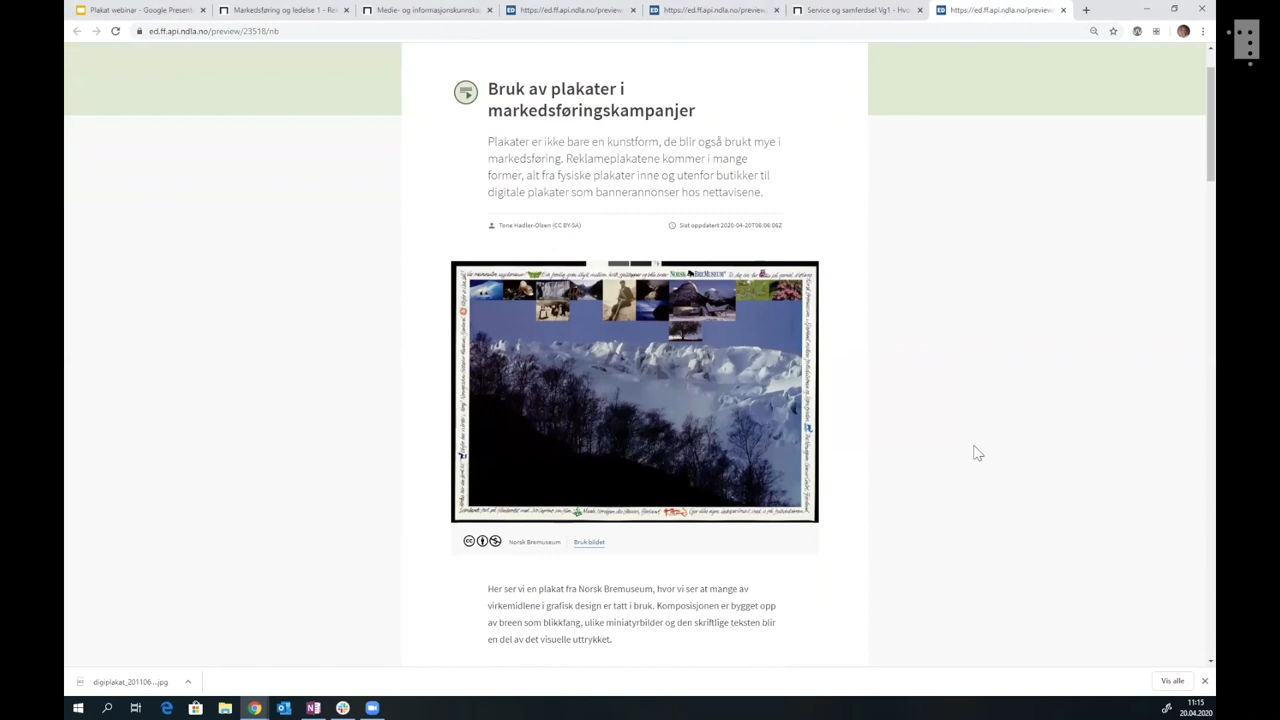 Plakat webinar - Google Present
Markedsføring og ledelse 1 - Re
Medie- og informasjonskunnska
https://ed.ff.api.ndla.no/previe
https://ed.ff.api.ndla.no/previe
Service og samferdsel Vg1 - Hvo
https://ed.ff.api.ndla.no/previe
ed.ff.api.ndla.no/preview/23518/nb
Bruk av plakater i
markedsføringskampanjer
Plakater er ikke bare en kunstform, de blir også brukt mye i
markedsføring. Reklameplakatene kommer i mange
former, alt fra fysiske plakater inne og utenfor butikker til
digitale plakater som bannerannonser hos nettavisene.
Tone Hadler-Olsen (CC BY-SA)
Sist oppdatert 2020-04-20T06:06:06Z
NORSK BREMUSEUM
Norsk Bremuseum
Bruk bildet
Her ser vi en plakat fra Norsk Bremuseum, hvor vi ser at mange av
virkemidlene i grafisk design er tatt i bruk. Komposisjonen er bygget opp
av breen som blikkfang, ulike miniatyrbilder og den skriftlige teksten blir
en del av det visuelle uttrykket.
digiplakat_201106....jpg
Vis alle
11:15
20.04.2020